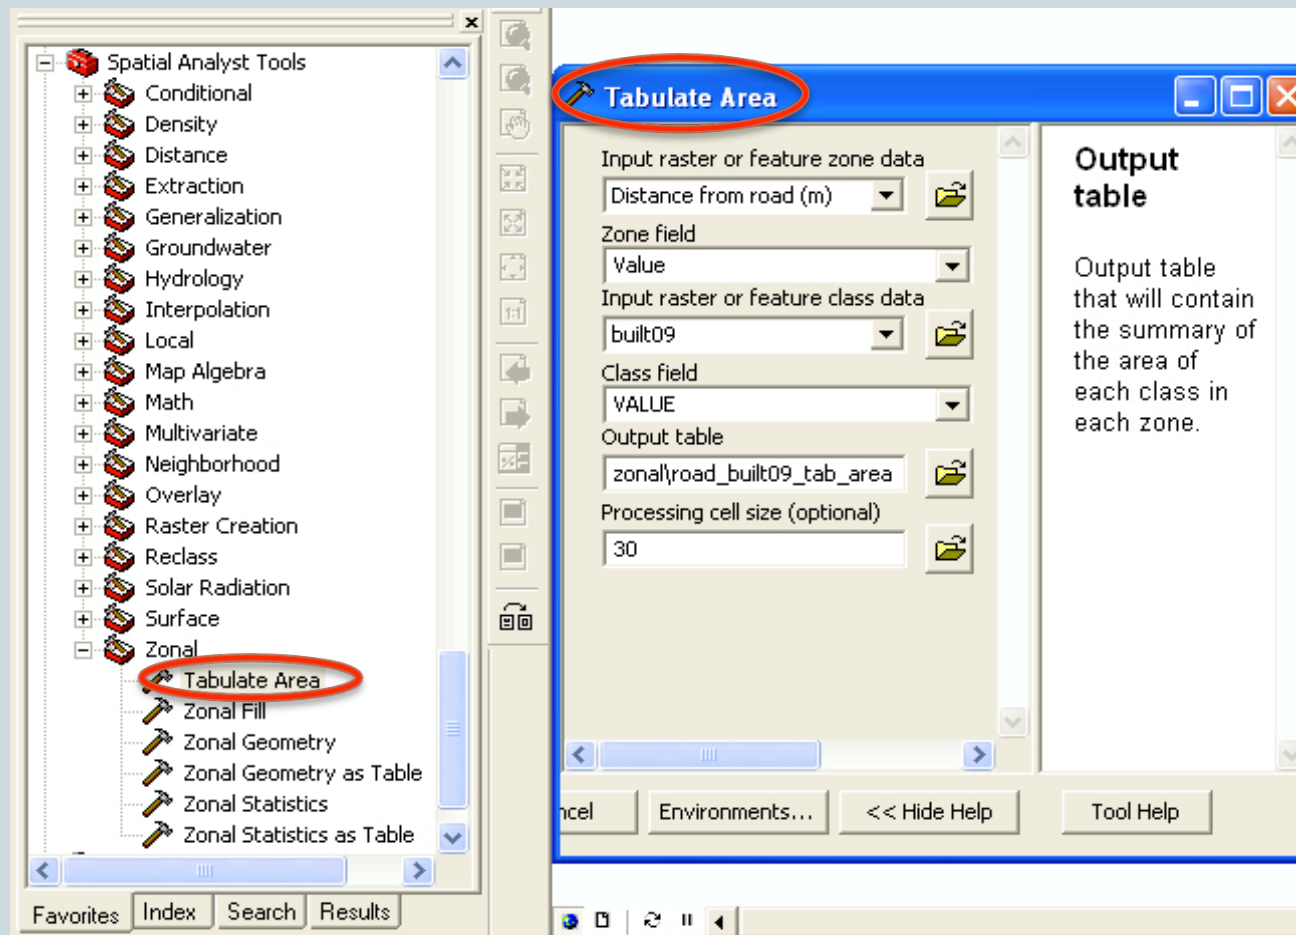 Spatial Analyst Tools
Conditional
Density
Distance
Extraction
Generalization
Groundwater
Hydrology
Interpolation
Local
Map Algebra
Math
Multivariate
Neighborhood
Overlay
Raster Creation
Reclass
Solar Radiation
Surface
Zonal
Tabulate Area
Zonal Fill
Zonal Geometry
Zonal Geometry as Table
Zonal Statistics
Zonal Statistics as Table
Favorites
Index
Search
Results
1:1
Tabulate Area
Input raster or feature zone data
Distance from road (m)
Zone field
Value
Input raster or feature class data
built09
Class field
VALUE
Output table
zonal\road_built09_tab_area
Processing cell size (optional)
30
ncel
Environments...
<< Hide Help
Tool Help
Output
table
Output table
that will contain
the summary of
the area of
each class in
each zone.